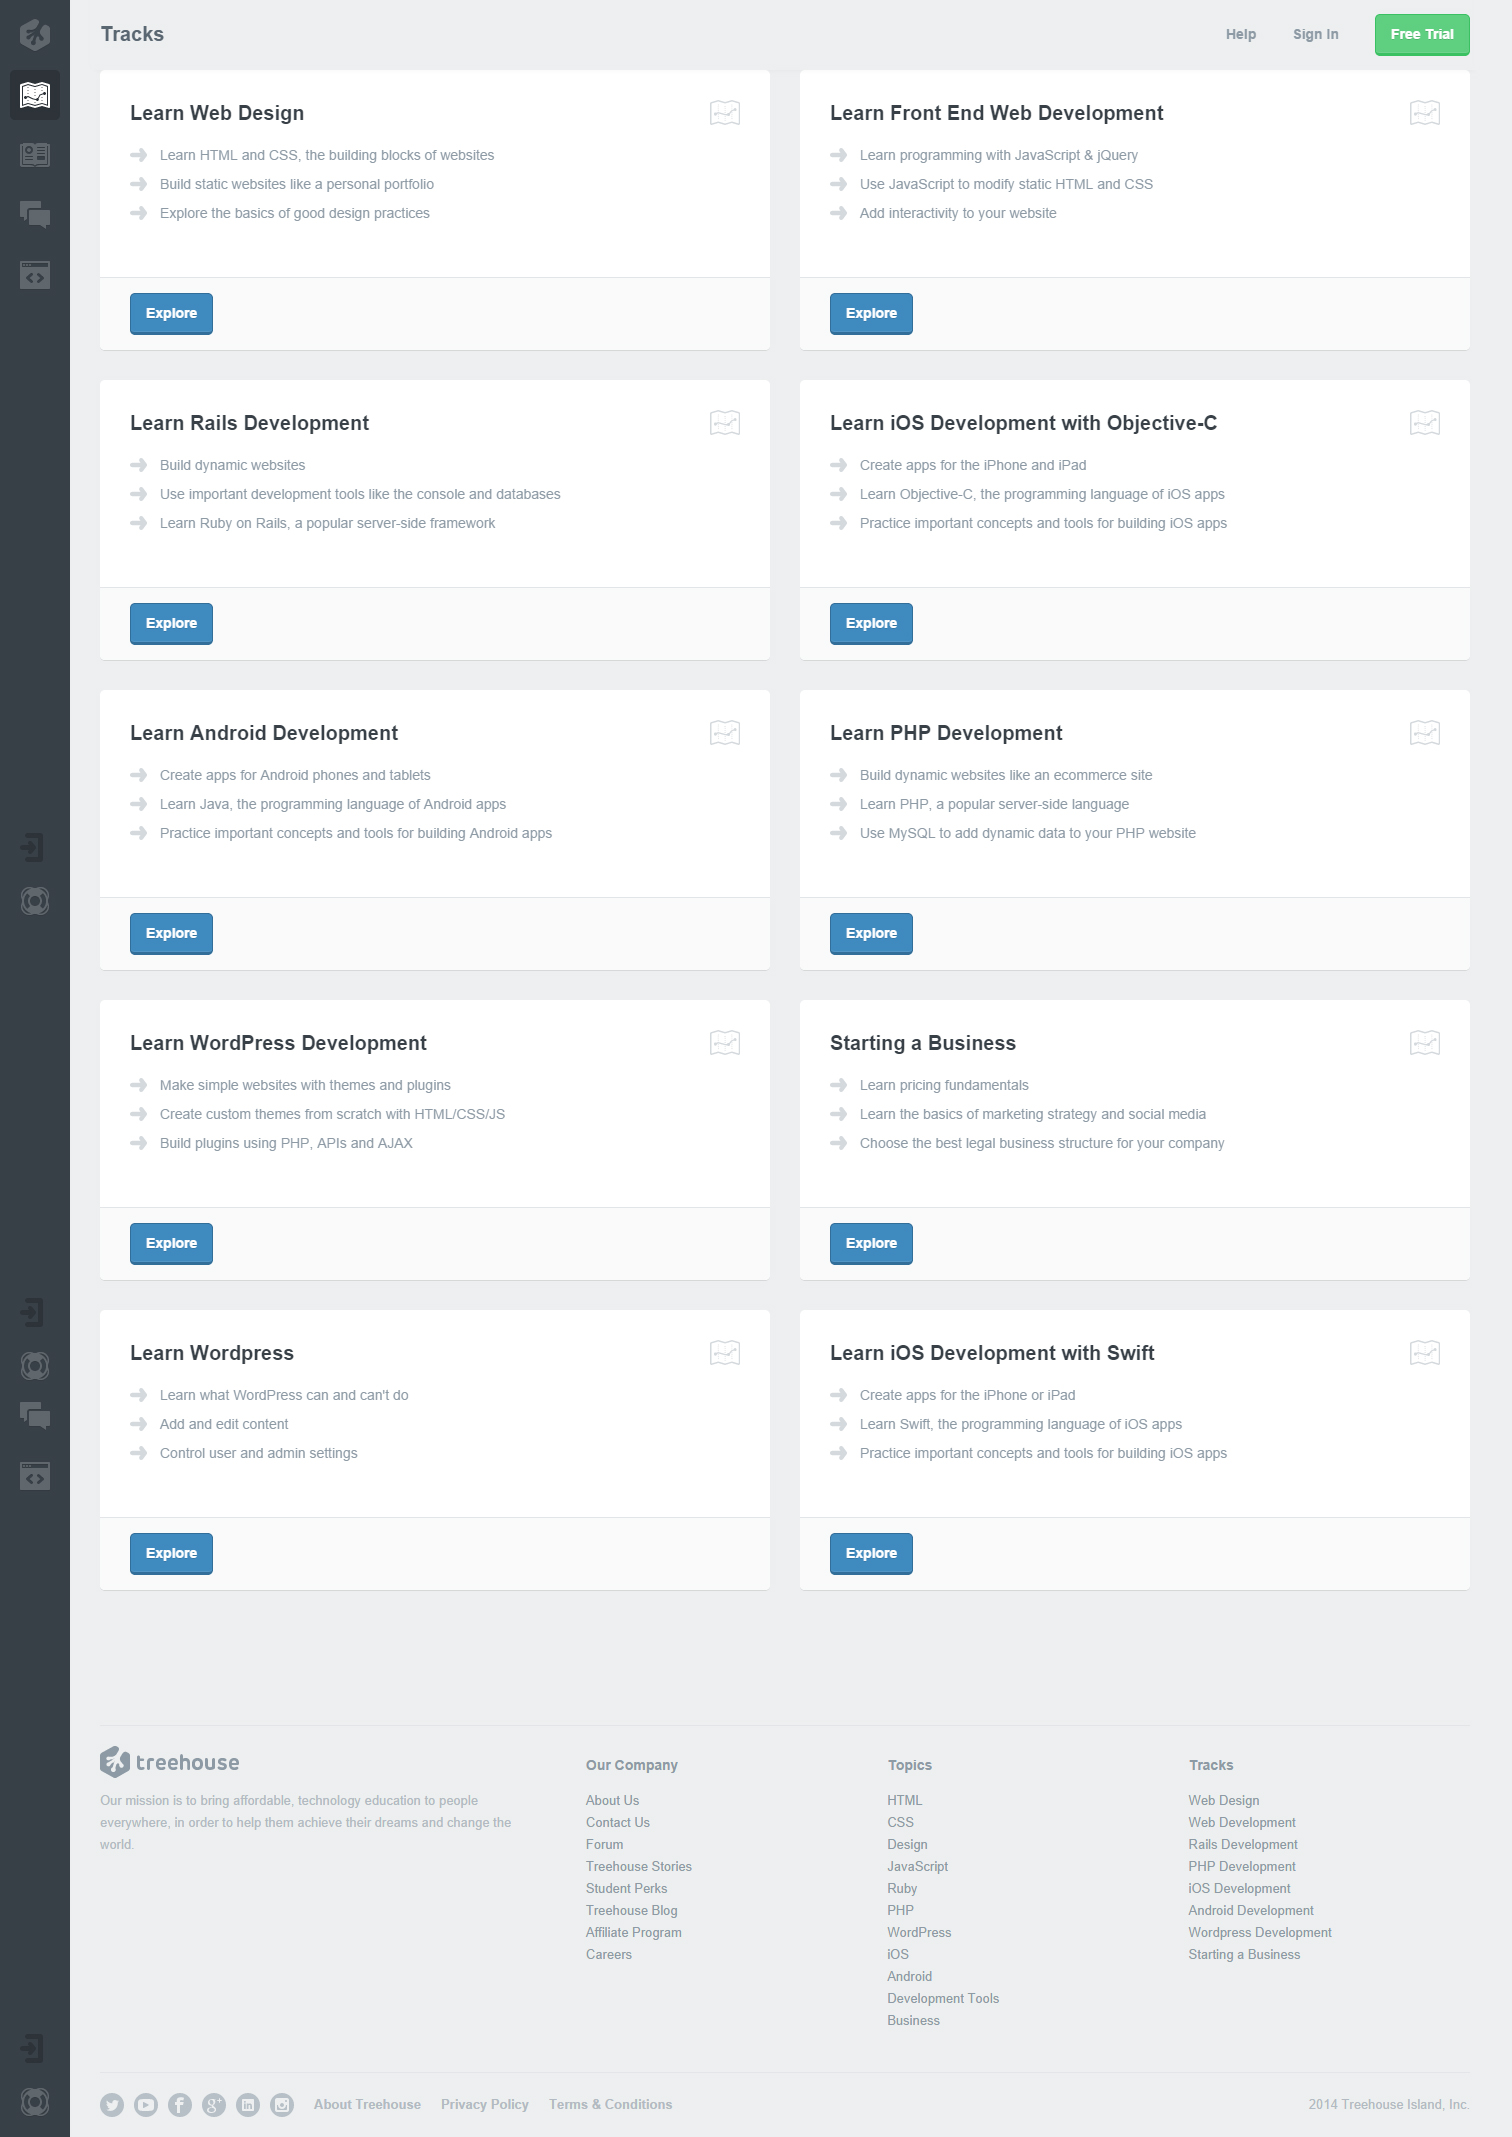 Tracks
Help
Sign In
Free Trial
Learn Web Design
Learn HTML and CSS, the building blocks of websites
Build static websites like a personal portfolio
Explore the basics of good design practices
Explore
Learn Front End Web Development
Learn programming with JavaScript & jQuery
Use JavaScript to modify static HTML and CSS
Add interactivity to your website
Explore
Learn Rails Development
Build dynamic websites
Use important development tools like the console and databases
Learn Ruby on Rails, a popular server-side framework
Explore
Learn iOS Development with Objective-C
Create apps for the iPhone and iPad
Learn Objective-C, the programming language of iOS apps
Practice important concepts and tools for building iOS apps
Explore
Learn Android Development
Create apps for Android phones and tablets
Learn Java, the programming language of Android apps
Practice important concepts and tools for building Android apps
Explore
Learn PHP Development
Build dynamic websites like an ecommerce site
Learn PHP, a popular server-side language
Use MySQL to add dynamic data to your PHP website
Explore
Learn WordPress Development
Make simple websites with themes and plugins
Create custom themes from scratch with HTML/CSS/JS
Build plugins using PHP, APIs and AJAX
Explore
Starting a Business
Learn pricing fundamentals
Learn the basics of marketing strategy and social media
Choose the best legal business structure for your company
Explore
Learn Wordpress
Learn what WordPress can and can't do
Add and edit content
Control user and admin settings
Explore
Learn iOS Development with Swift
Create apps for the iPhone or iPad
Learn Swift, the programming language of iOS apps
Practice important concepts and tools for building iOS apps
Explore
treehouse
Our mission is to bring affordable, technology education to people
everywhere, in order to help them achieve their dreams and change the
world.
Our Company
About Us
Contact Us
Forum
Treehouse Stories
Student Perks
Treehouse Blog
Affiliate Program
Careers
Topics
HTML
CSS
Design
JavaScript
Ruby
PHP
WordPress
iOS
Android
Development Tools
Business
Tracks
Web Design
Web Development
Rails Development
PHP Development
iOS Development
Android Development
Wordpress Development
Starting a Business
About Treehouse
Privacy Policy
Terms & Conditions
2014 Treehouse Island, Inc.